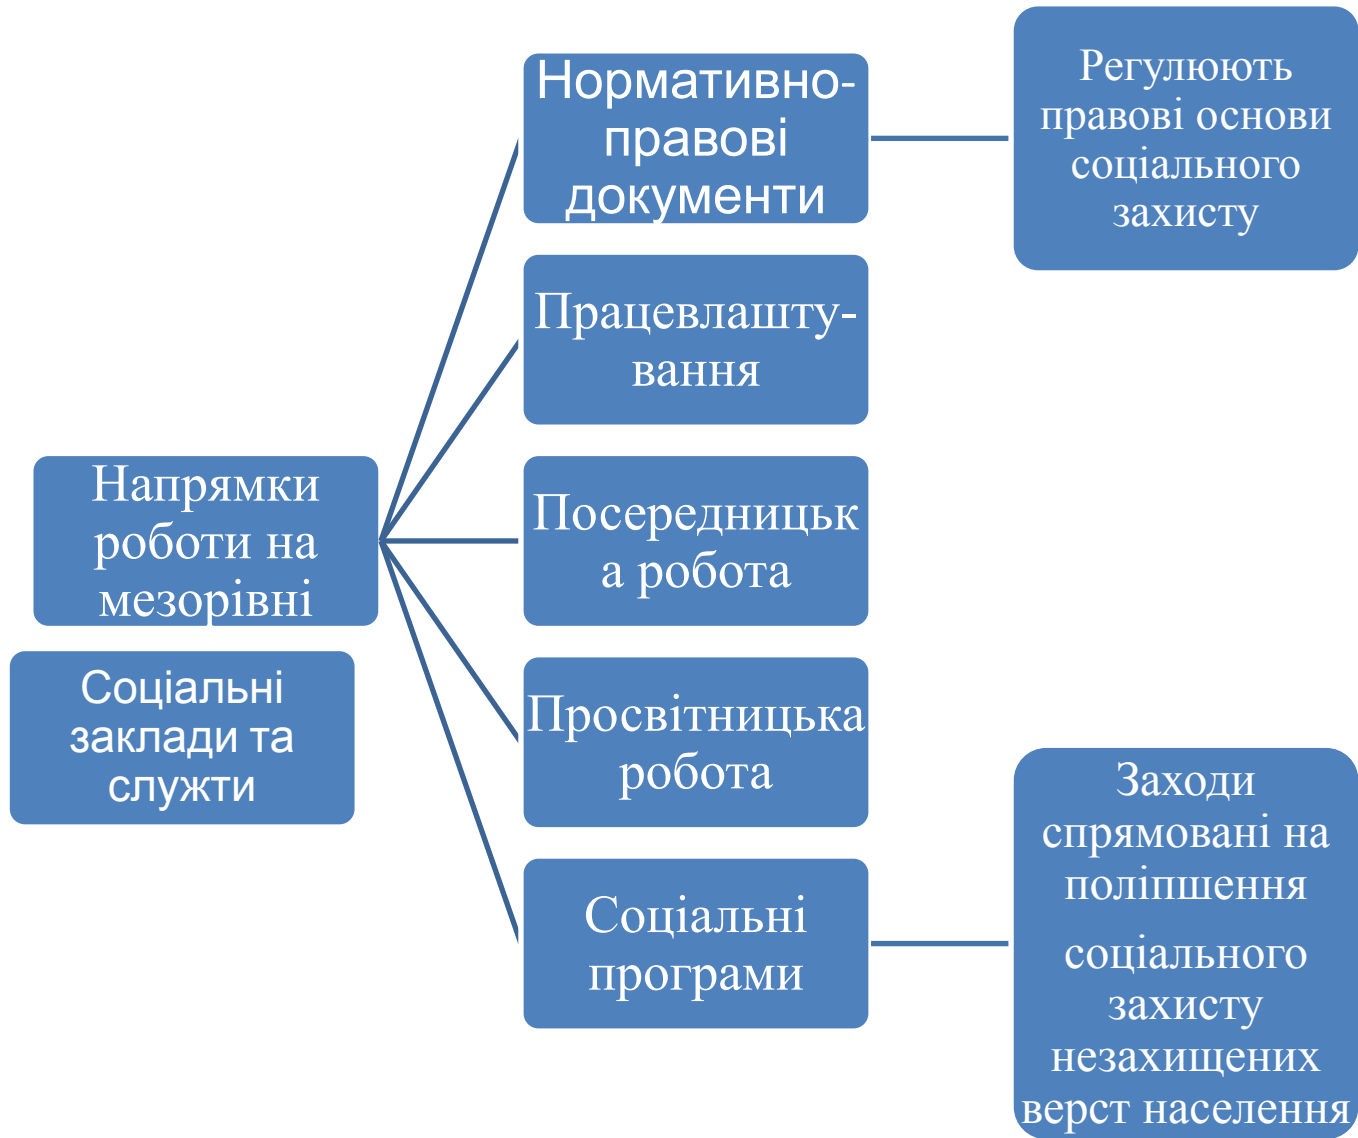 Нормативно-
правові
документи
Регулюють
правові основи
соціального
захисту
Працевлашту-
вання
Напрямки
роботи на
мезорівні
Посередницьк
а робота
Соціальні
заклади та
служти
Просвітницька
робота
Соціальні
програми
Заходи
спрямовані на
поліпшення
соціального
захисту
незахищених
верст населення